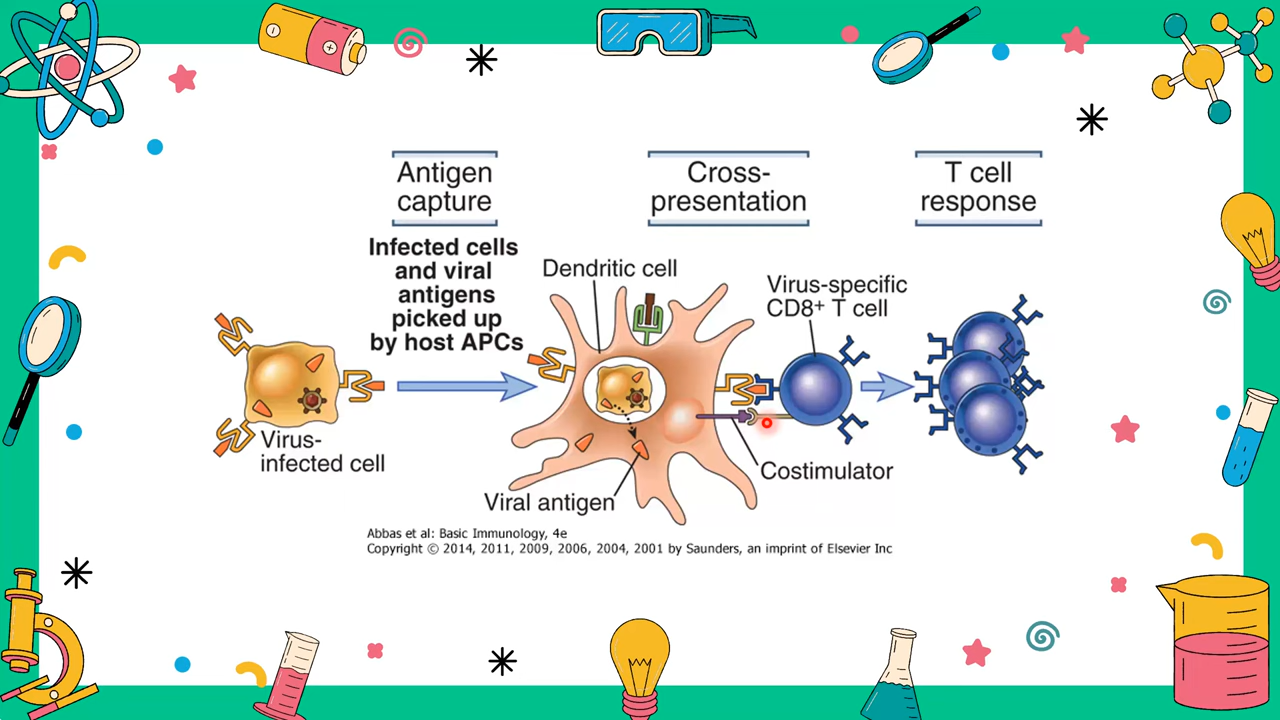 Antigen
capture
Cross-
presentation
T cell
response
Infected cells
and viral
antigens
picked up
by host APCs
Dendritic cell
Virus-specific
CD8+ T cell
Virus-
infected cell
Costimulator
Viral antigen
Abbas et al: Basic Immunology, 4e
Copyright © 2014, 2011, 2009, 2006, 2004, 2001 by Saunders, an imprint of Elsevier Inc